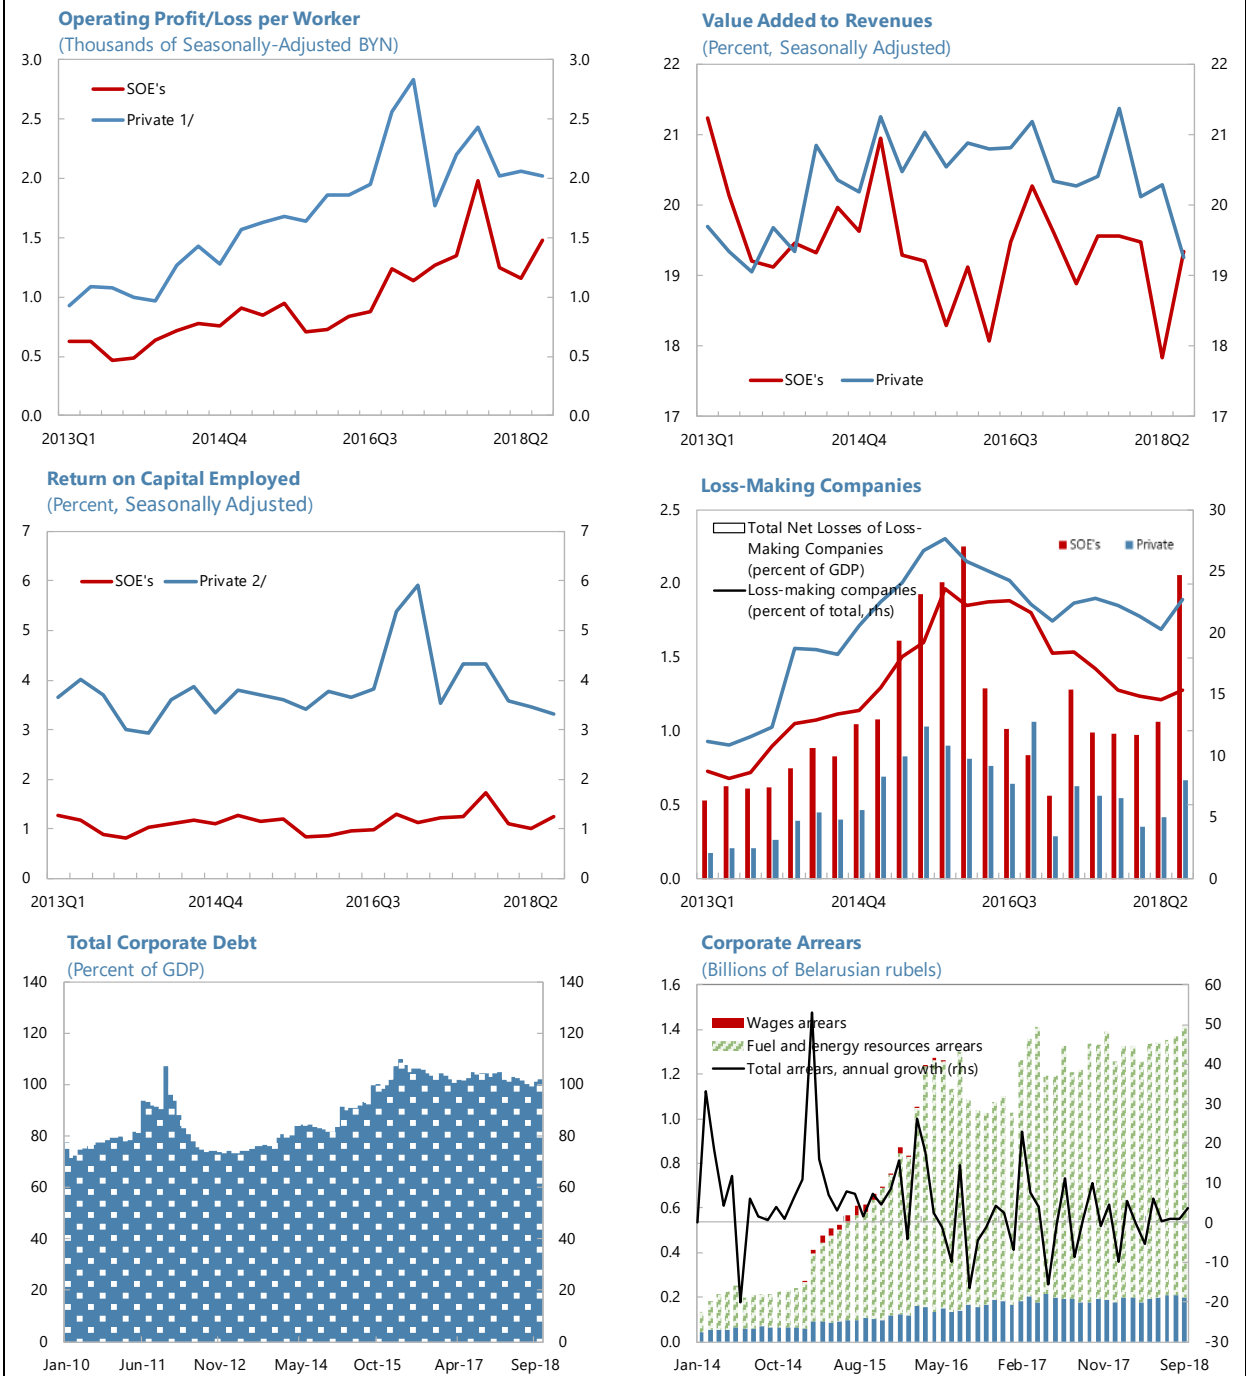 Operating Profit/Loss per Worker
(Thousands of Seasonally-Adjusted BYN)
3.0
3.0
SOE's
2.5
2.5
Private 1/
2.0
2.0
1.5
1.5
1.0
1.0
0.5
0.5
0.0
0.0
2013Q1
2014Q4
2016Q3
2018Q2
Value Added to Revenues
(Percent, Seasonally Adjusted)
22
22
21
21
20
20
19
19
18
18
SOE's
Private
17
17
2013Q1
2014Q4
2016Q3
2018Q2
Return on Capital Employed
(Percent, Seasonally Adjusted)
7
7
6
6
SOE's
Private 2/
5
5
4
4
3
3
2
2
1
1
0
0
2013Q1
2014Q4
2016Q3
2018Q2
Loss-Making Companies
2.5
30
Total Net Losses of Loss-
Making Companies
(percent of GDP)
Loss-making companies
(percent of total, rhs)
SOE's
Private
2.0
25
1.5
20
1.0
15
0.5
10
0.0
5
0
2013Q1
2014Q4
2016Q3
2018Q2
Total Corporate Debt
(Percent of GDP)
140
140
120
120
100
100
80
80
60
60
40
40
20
20
0
0
Jan-10
Jun-11
Nov-12
May-14
Oct-15
Apr-17
Sep-18
Corporate Arrears
(Billions of Belarusian rubels)
1.6
60
Wages arrears
Fuel and energy resources arrears
Total arrears, annual growth (rhs)
1.4
50
1.2
40
1.0
30
0.8
20
0.6
10
0.4
0
0.2
-10
0.0
-20
-30
Jan-14
Oct-14
Aug-15
May-16
Feb-17
Nov-17
Sep-18